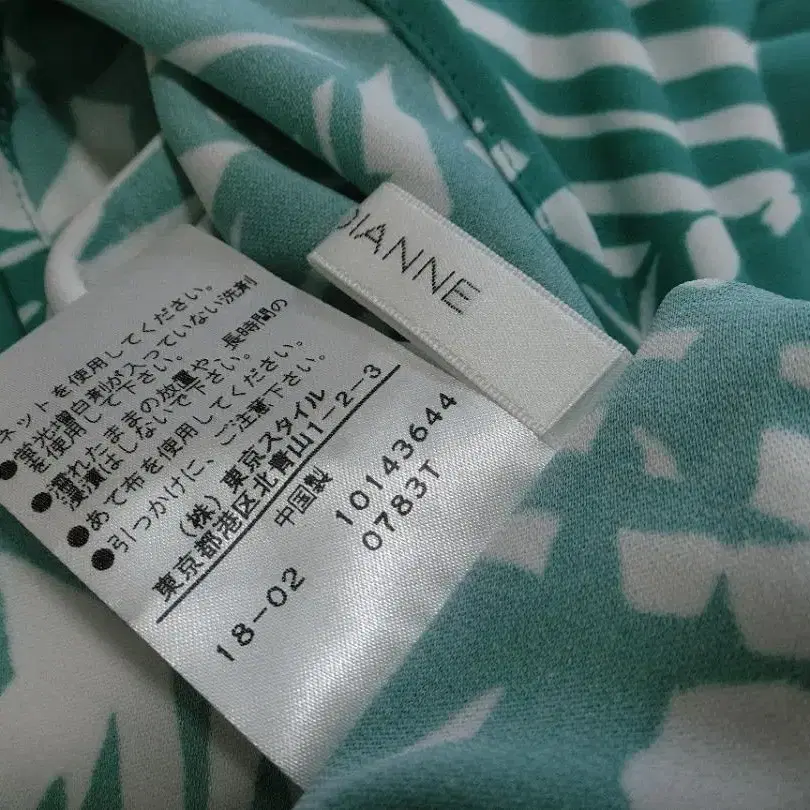 DIANNE
ネットを使用してください。
●蛍光増白剤が入っていない洗剤
を使用して下さい。 長時間の
●濡れたままの放置や、
浸漬はしないで下さい。
●あて布を使用してください。
●引っかけに、ご注意下さい。
(株)東京スタイル
東京都港区北青山1-2-3
中国製
10143644
0783T
18-02